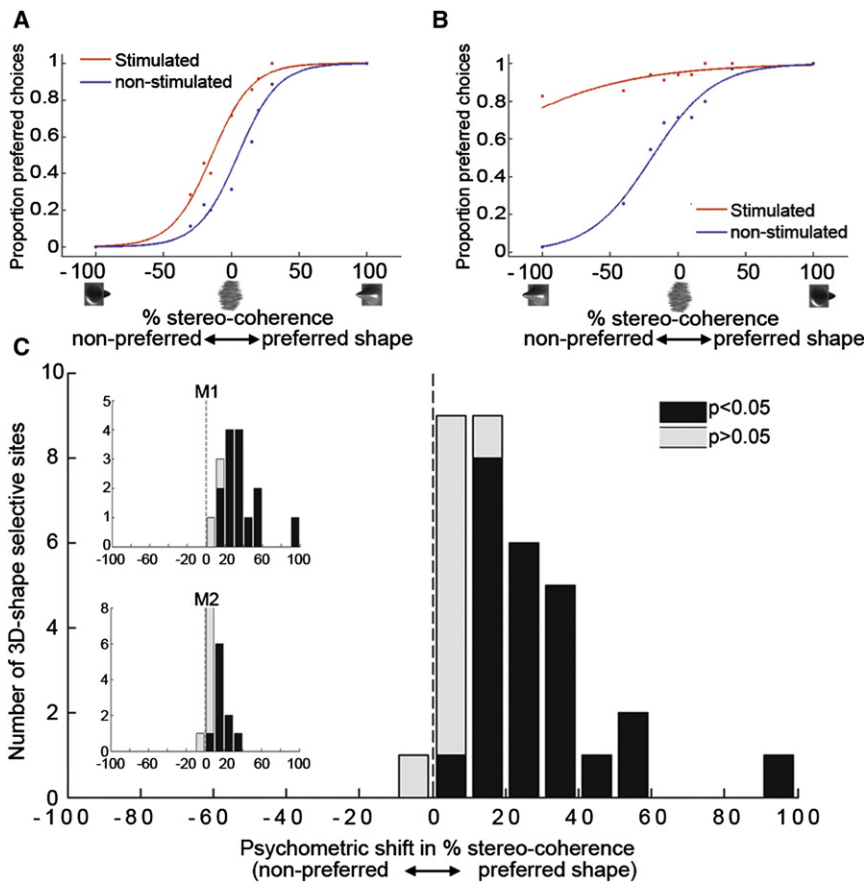 A
Proportion preferred choices
1
0.8
0.6
0.4
0.2
0
Stimulated
non-stimulated
-100 -50 0 50 100
% stereo-coherence
non-preferred preferred shape
B
Proportion preferred choices
1
0.8
0.6
0.4
0.2
0
Stimulated
non-stimulated
-100 -50 0 50 100
% stereo-coherence
non-preferred preferred shape
C
Number of 3D-shape selective sites
10
8
6
4
2
0
p<0.05
p>0.05
M1
5
4
3
2
1
0
-100 -60 -20 0 20 60 100
M2
8
6
4
2
0
-100 -60 -20 0 20 60 100
-100 -80 -60 -40 -20 0 20 40 60 80 100
Psychometric shift in % stereo-coherence
(non-preferred preferred shape)